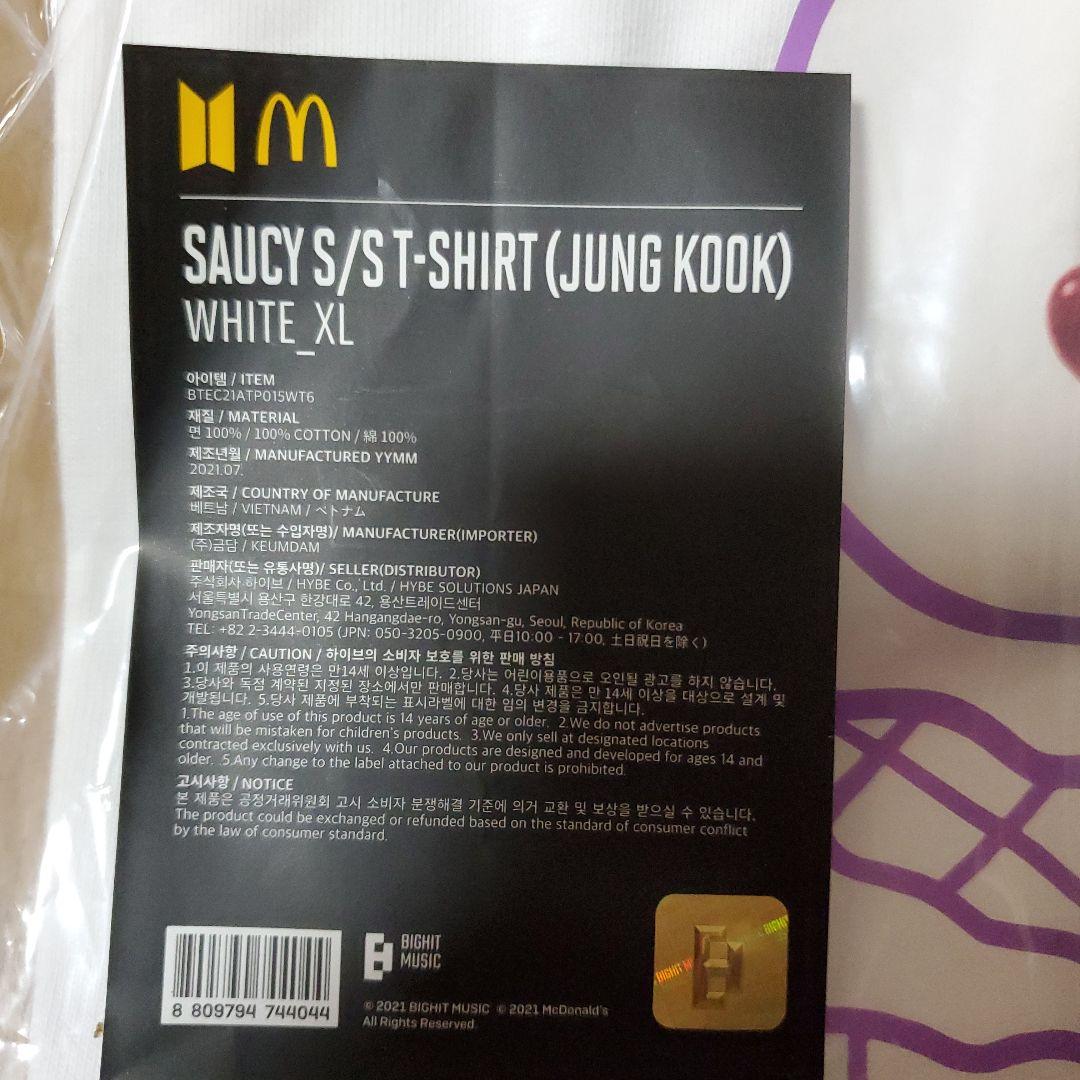 SAUCY S/S T-SHIRT (JUNG KOOK)
WHITE_XL
아이템 / ITEM
BTEC21ATP015WT6
재질 / MATERIAL
면 100% / 100% COTTON / 綿 100%
제조년월 / MANUFACTURED YYMM
2021.07.
제조국 / COUNTRY OF MANUFACTURE
베트남 / VIETNAM / ベトナム
제조자명(또는 수입자명)/ MANUFACTURER(IMPORTER)
(주)금담 / KEUMDAM
판매자(또는 유통사명)/ SELLER(DISTRIBUTOR)
주식회사 하이브 / HYBE Co., Ltd. / HYBE SOLUTIONS JAPAN
서울특별시 용산구 한강대로 42, 용산트레이드센터
YongsanTradeCenter, 42 Hangangdae-ro, Yongsan-gu, Seoul, Republic of Korea
TEL: +82 2-3444-0105 (JPN: 050-3205-0900, 平日10:00 - 17:00, 土日祝日を除く)
주의사항 / CAUTION / 하이브의 소비자 보호를 위한 판매 방침
1.이 제품의 사용연령은 만14세 이상입니다. 2.당사는 어린이용품으로 오인될 광고를 하지 않습니다.
3.당사와 독점 계약된 지정된 장소에서만 판매합니다. 4.당사 제품은 만 14세 이상을 대상으로 설계 및
개발됩니다. 5.당사 제품에 부착되는 표시라벨에 대한 임의 변경을 금지합니다.
1.The age of use of this product is 14 years of age or older. 2.We do not advertise products
that will be mistaken for children's products. 3.We only sell at designated locations
contracted exclusively with us. 4.Our products are designed and developed for ages 14 and
older. 5.Any change to the label attached to our product is prohibited.
고시사항 / NOTICE
본 제품은 공정거래위원회 고시 소비자 분쟁해결 기준에 의거 교환 및 보상을 받으실 수 있습니다.
The product could be exchanged or refunded based on the standard of consumer conflict
by the law of consumer standard.
BIGHIT
MUSIC
8 809794 744044
© 2021 BIGHIT MUSIC © 2021 McDonald's
All Rights Reserved.
BIGHIT
BIGHIT M